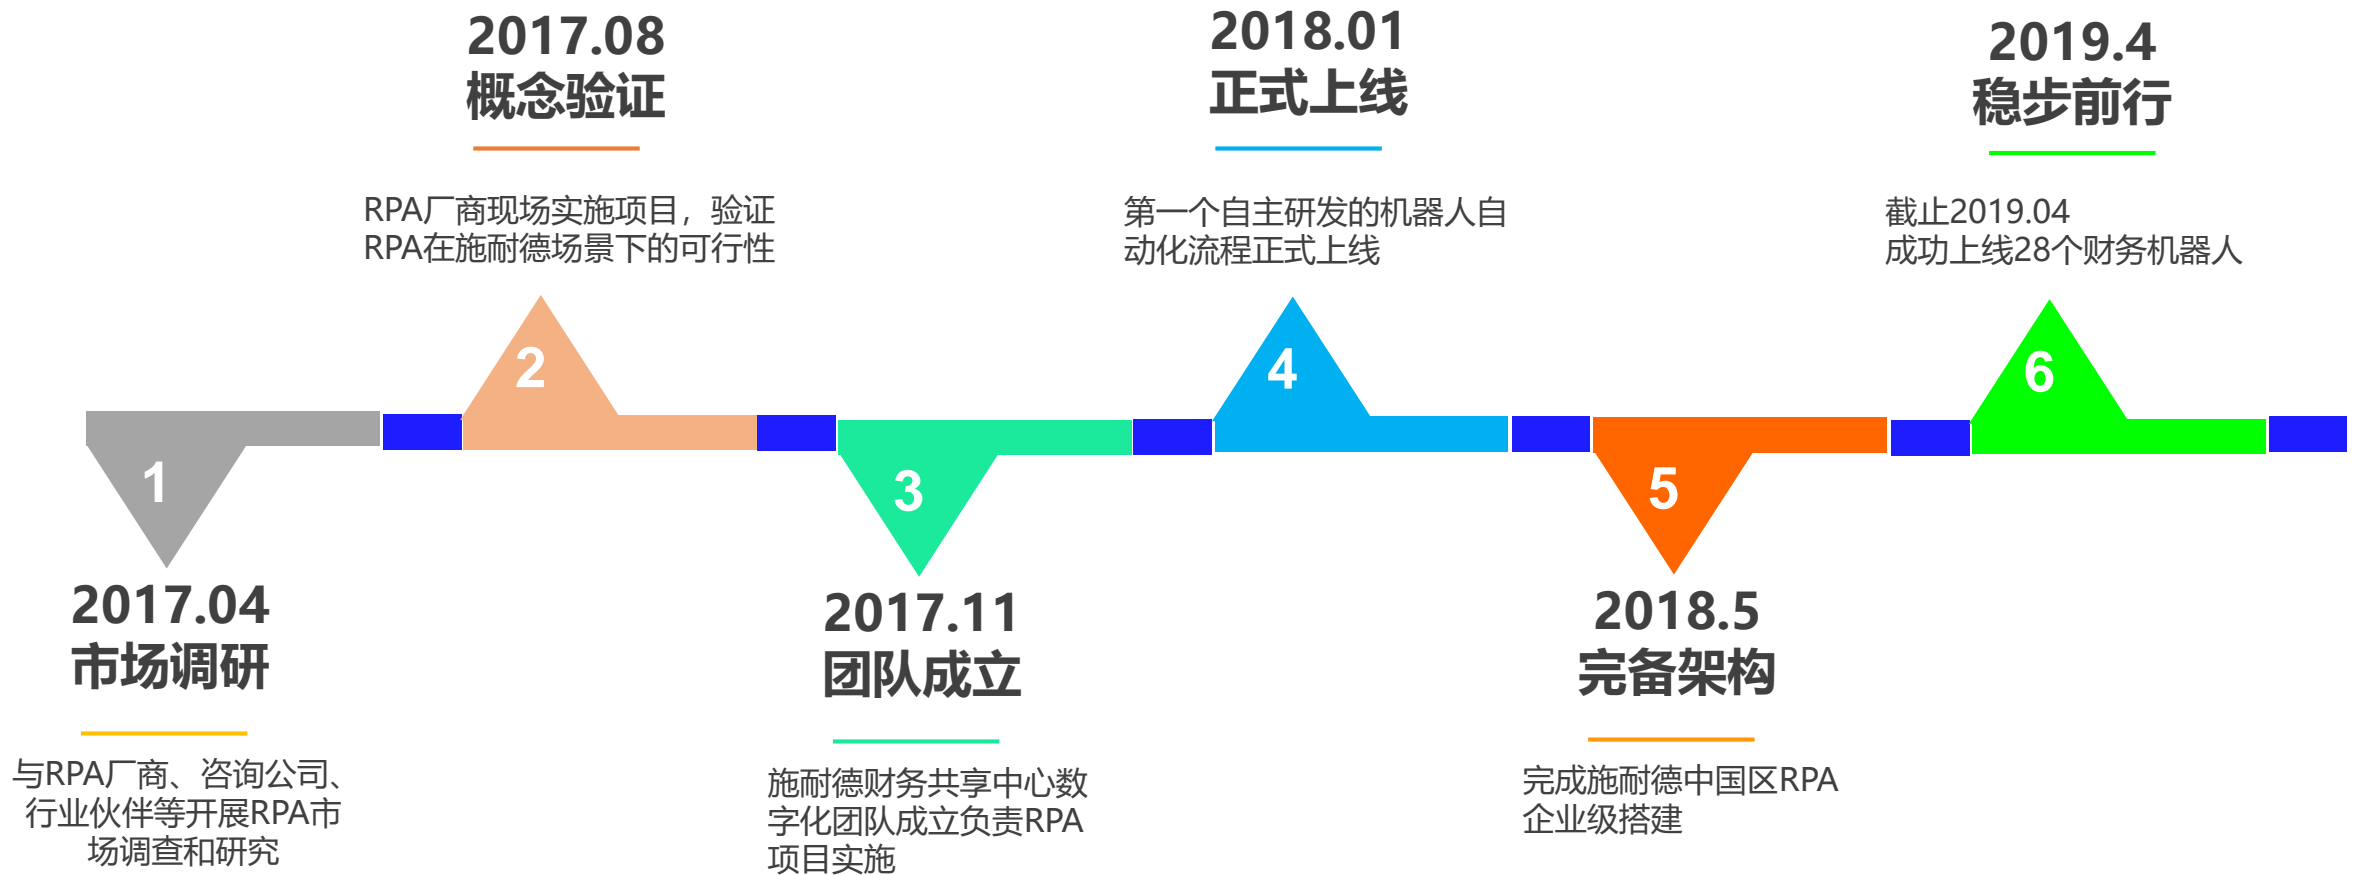 2017.08
概念验证
RPA厂商现场实施项目，验证
RPA在施耐德场景下的可行性
2018.01
正式上线
第一个自主研发的机器人自
动化流程正式上线
2019.4
稳步前行
截止2019.04
成功上线28个财务机器人
1
2
3
4
5
6
2017.04
市场调研
与RPA厂商、咨询公司、
行业伙伴等开展RPA市
场调查和研究
2017.11
团队成立
施耐德财务共享中心数
字化团队成立负责RPA
项目实施
2018.5
完备架构
完成施耐德中国区RPA
企业级搭建